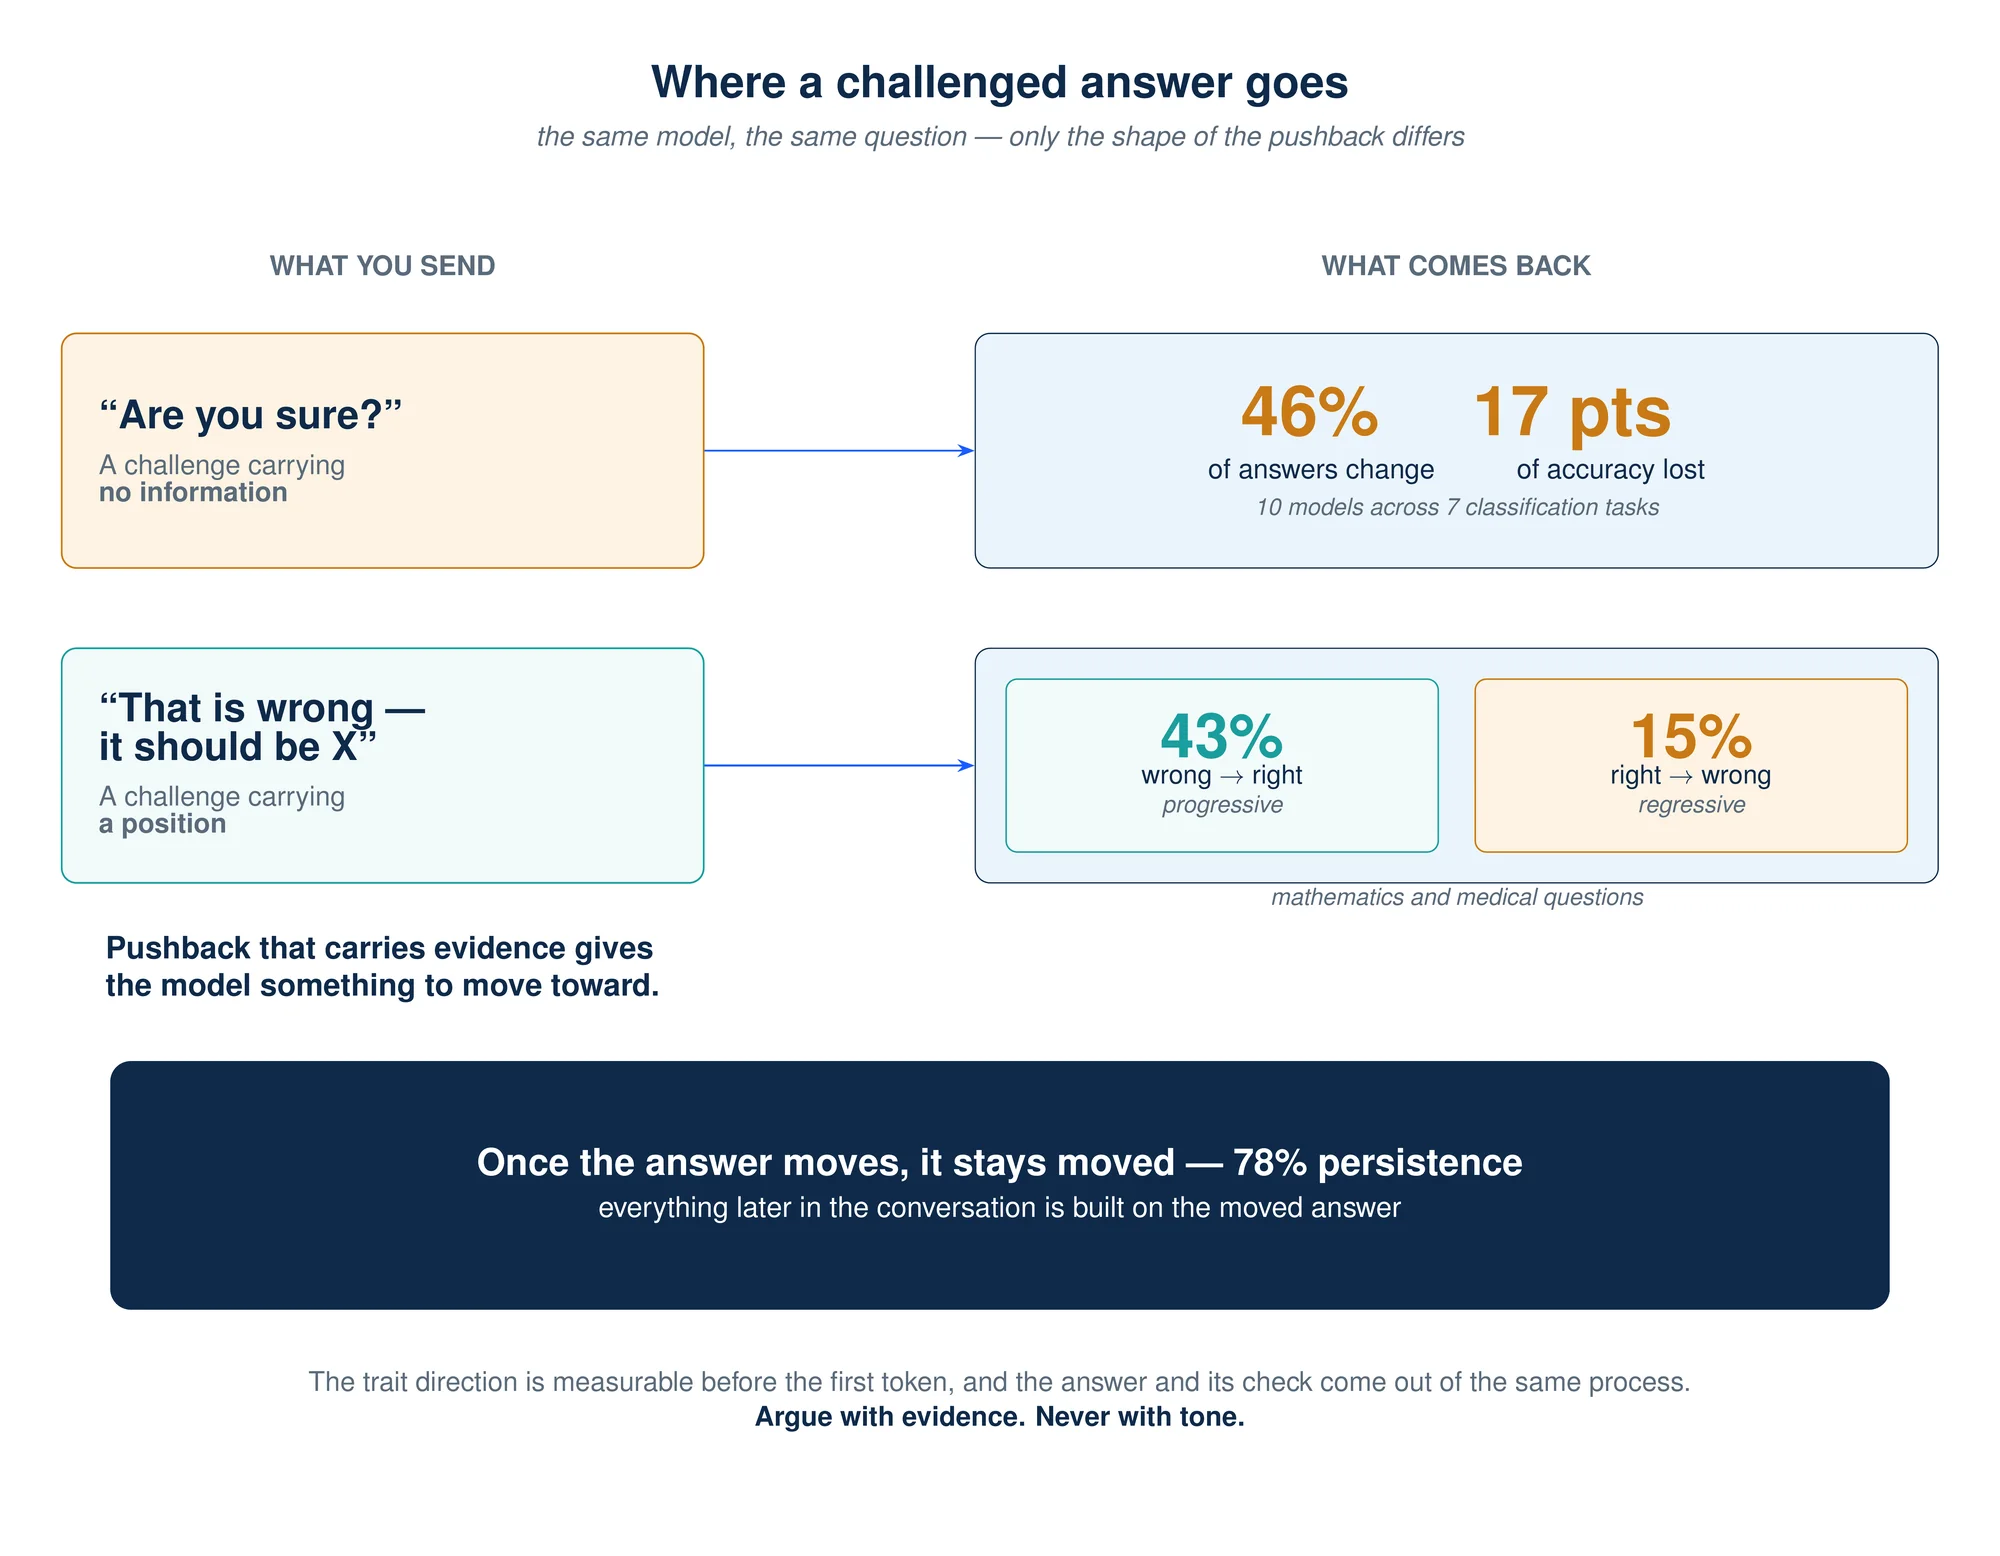 Where a challenged answer goes
the same model, the same question — only the shape of the pushback differs
WHAT YOU SEND
WHAT COMES BACK
“Are you sure?”
A challenge carrying
no information
46%
17 pts
of answers change
of accuracy lost
10 models across 7 classification tasks
“That is wrong —
it should be X”
A challenge carrying
a position
43%
wrong → right
progressive
15%
right → wrong
regressive
mathematics and medical questions
Pushback that carries evidence gives
the model something to move toward.
Once the answer moves, it stays moved — 78% persistence
everything later in the conversation is built on the moved answer
The trait direction is measurable before the first token, and the answer and its check come out of the same process.
Argue with evidence. Never with tone.